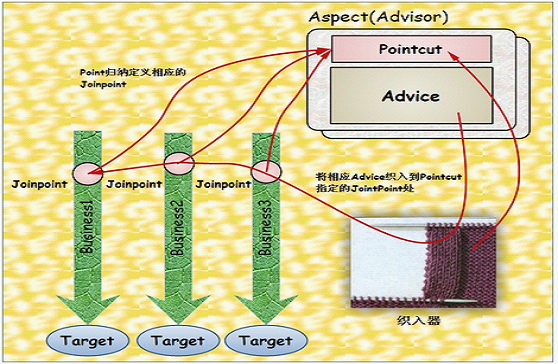 Aspect(Advisor)
Pointcut
Advice
Point归纳定义相应的
Joinpoint
Joinpoint
Joinpoint
Joinpoint
将相应Advice织入到Pointcut
指定的JointPoint处
Business1
Business2
Business3
织入器
Target
Target
Target